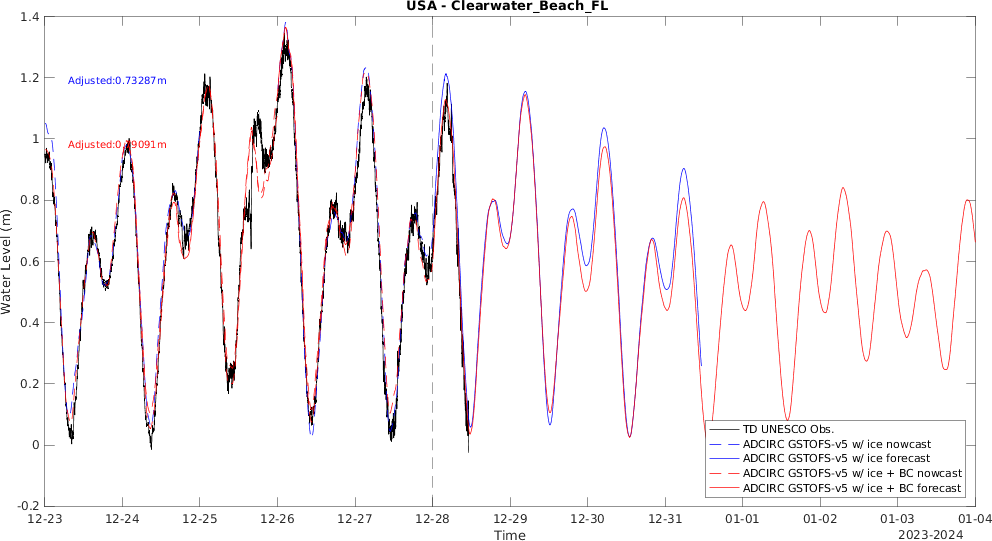 USA - Clearwater_Beach_FL
1.4
1.2
1
0.8
0.6
0.4
0.2
0
-0.2
Water Level (m)
Adjusted:0.73287m
Adjusted:0.69091m
TD UNESCO Obs.
ADCIRC GSTOFS-v5 w/ ice nowcast
ADCIRC GSTOFS-v5 w/ ice forecast
ADCIRC GSTOFS-v5 w/ ice + BC nowcast
ADCIRC GSTOFS-v5 w/ ice + BC forecast
12-23 12-24 12-25 12-26 12-27 12-28 12-29 12-30 12-31 01-01 01-02 01-03 01-04
Time
2023-2024